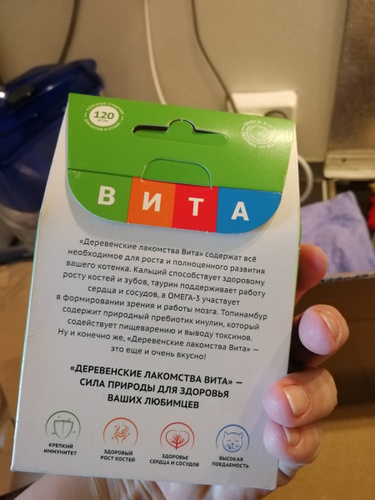 120
ВИТА
«Деревенские лакомства Вита» содержат всё
необходимое для роста и полноценного развития
вашего котенка. Кальций способствует здоровому
росту костей и зубов, таурин поддерживает работу
сердца и сосудов, а ОМЕГА-3 участвует
в формировании зрения и работы мозга. Топинамбур
содержит природный пребиотик инулин, который
содействует пищеварению и выводу токсинов.
Ну и конечно же, «Деревенские лакомства Вита» —
это еще и очень вкусно!
«ДЕРЕВЕНСКИЕ ЛАКОМСТВА ВИТА» —
СИЛА ПРИРОДЫ ДЛЯ ЗДОРОВЬЯ
ВАШИХ ЛЮБИМЦЕВ
КРЕПКИЙ
ИММУНИТЕТ
ЗДОРОВЫЙ
РОСТ КОСТЕЙ
ЗДОРОВЬЕ
СЕРДЦА И СОСУДОВ
ВЫСОКАЯ
ПОЕДАЕМОСТЬ